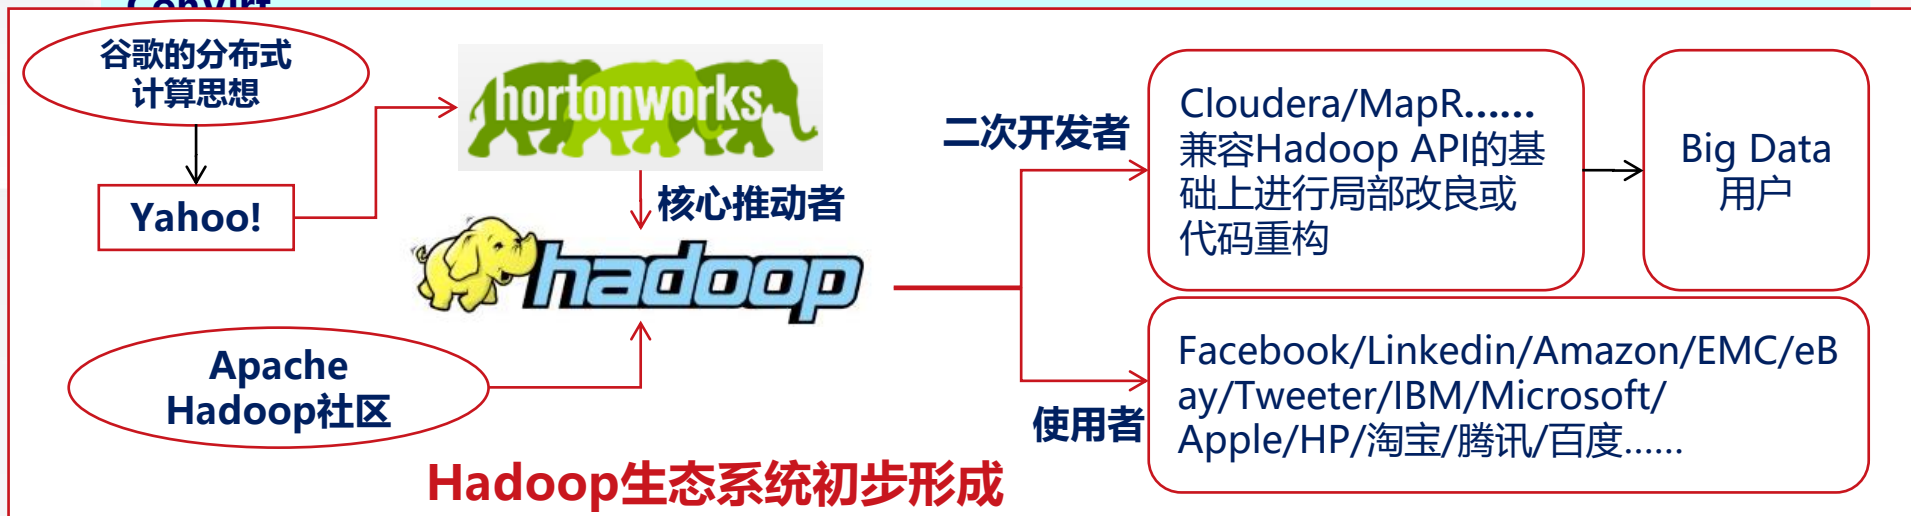 ConVirt
谷歌的分布式
计算思想
Yahoo!
hortonworks
核心推动者
hadoop
Apache
Hadoop社区
二次开发者
Cloudera/MapR......
兼容Hadoop API的基
础上进行局部改良或
代码重构
Big Data
用户
使用者
Facebook/Linkedin/Amazon/EMC/eB
ay/Tweeter/IBM/Microsoft/
Apple/HP/淘宝/腾讯/百度......
Hadoop生态系统初步形成